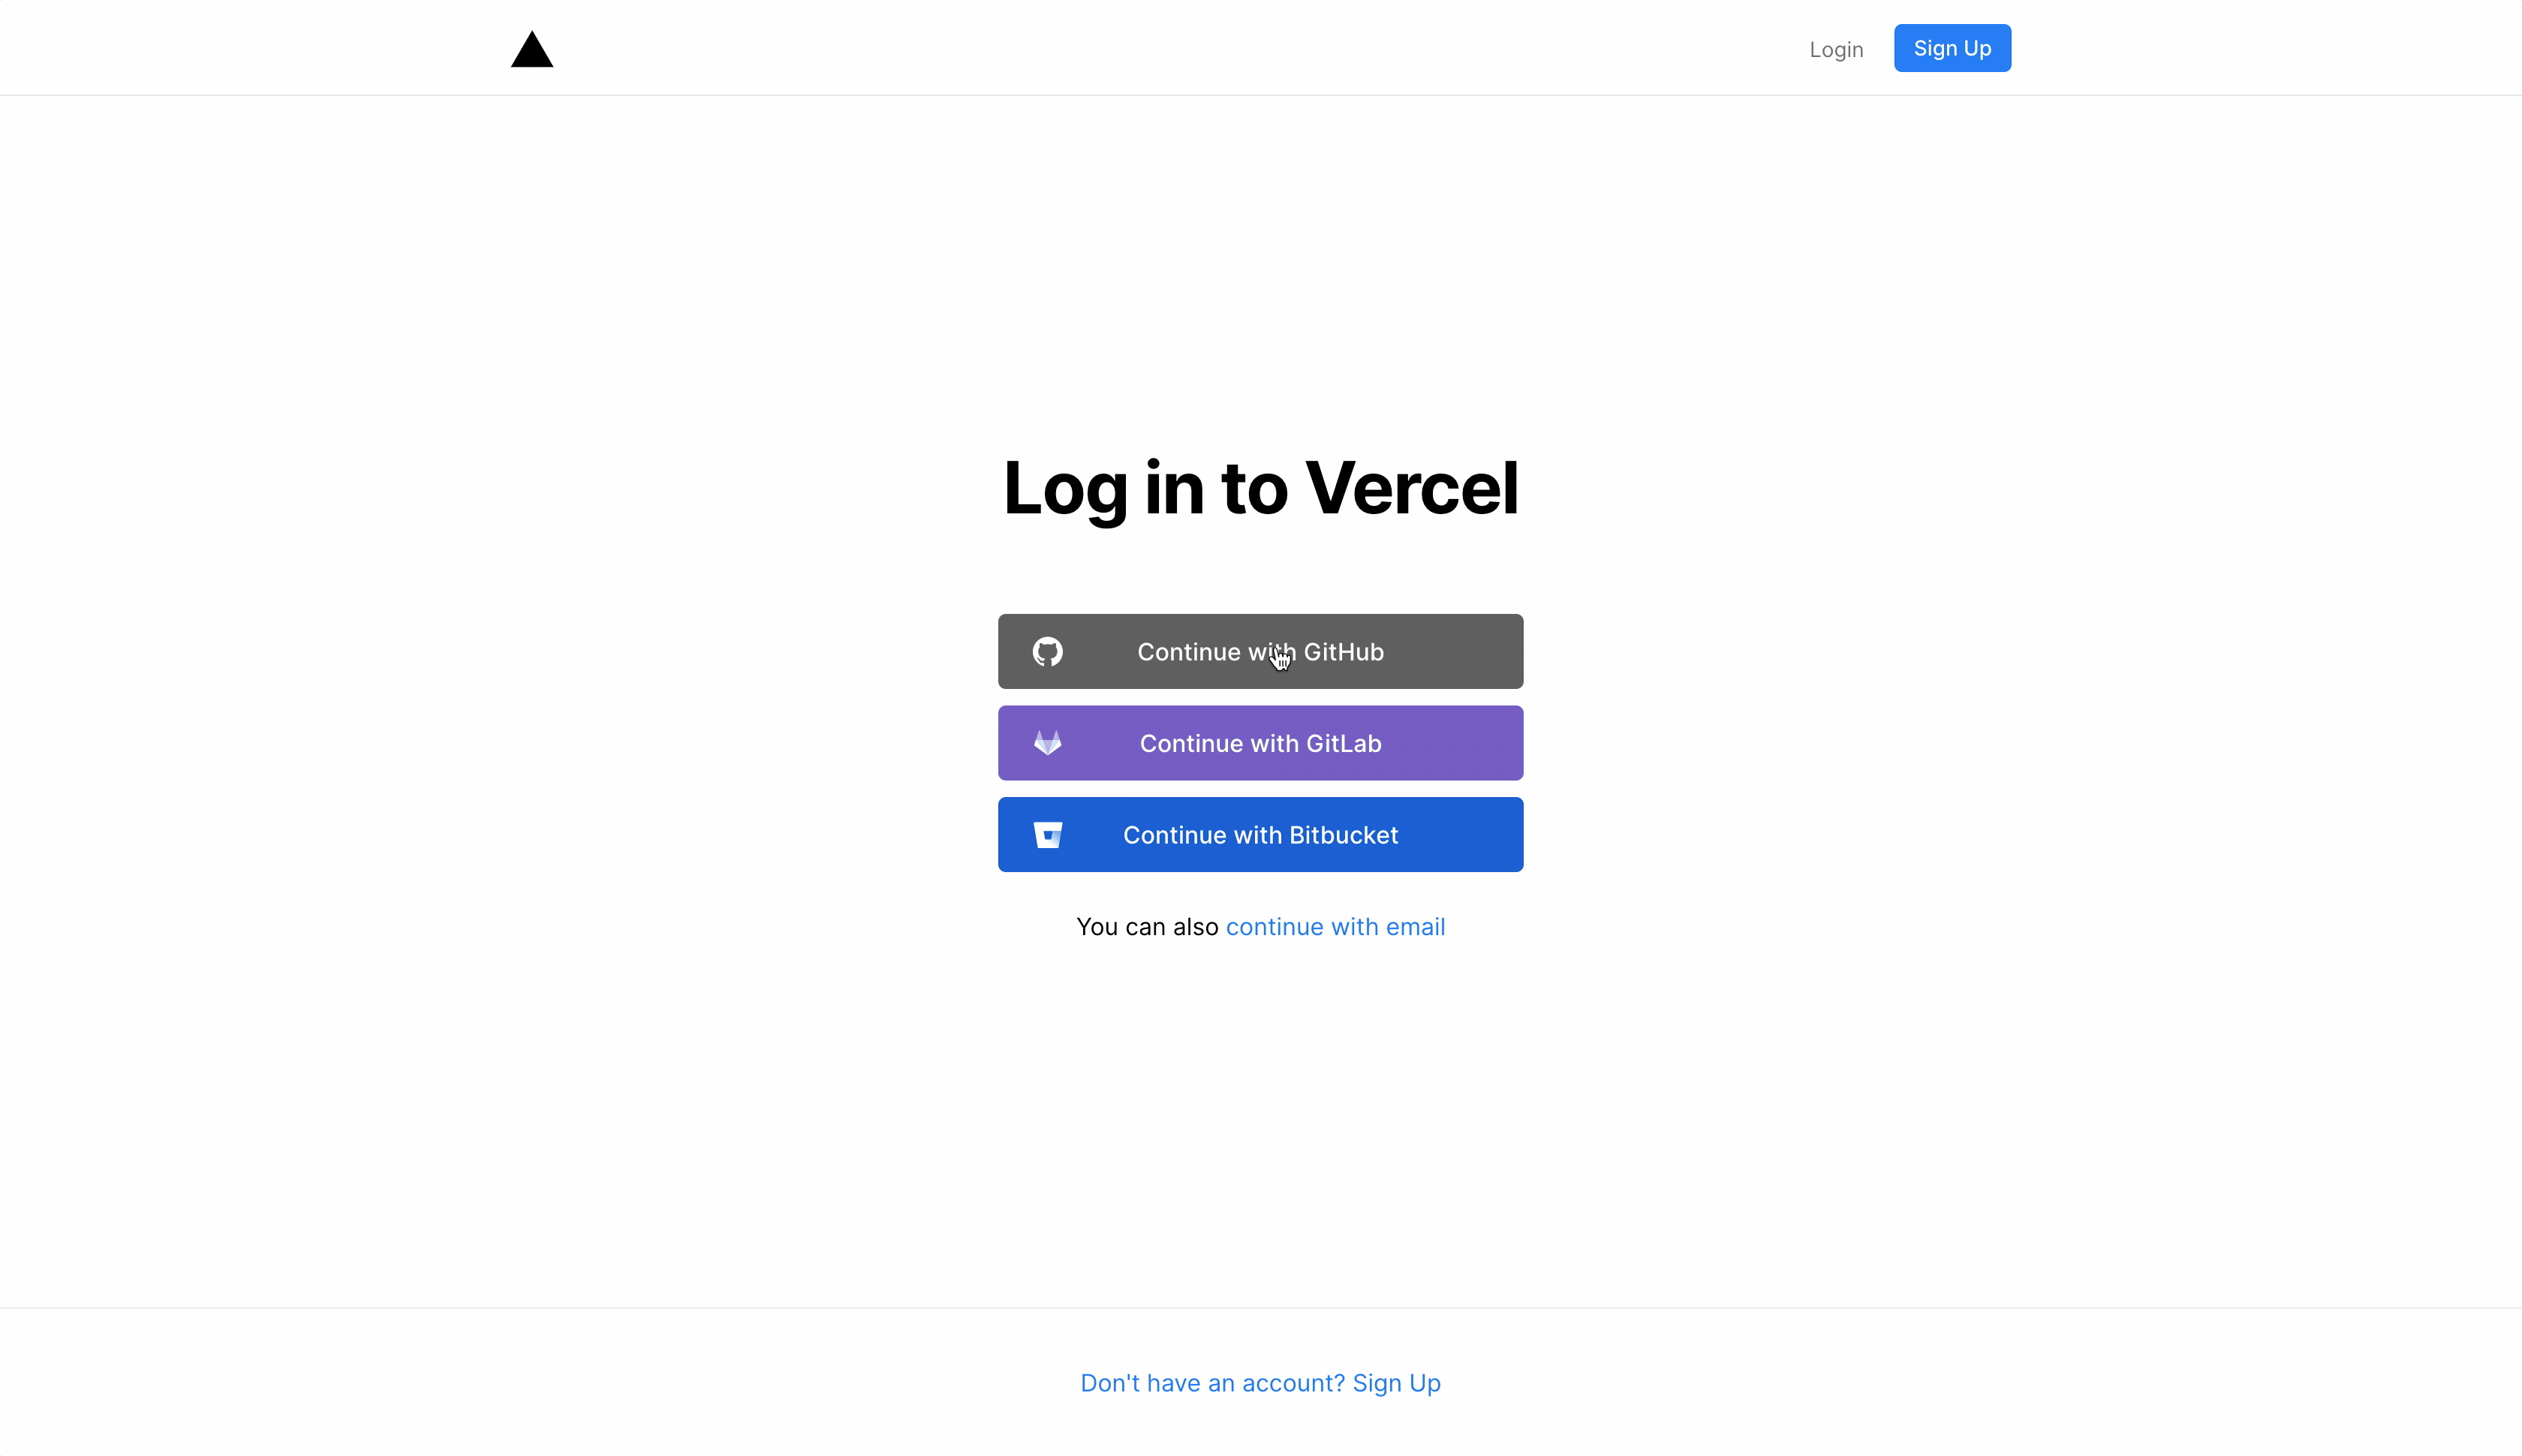 Login
Sign Up
Log in to Vercel
Continue with GitHub
Continue with GitLab
Continue with Bitbucket
You can also continue with email
Don't have an account? Sign Up